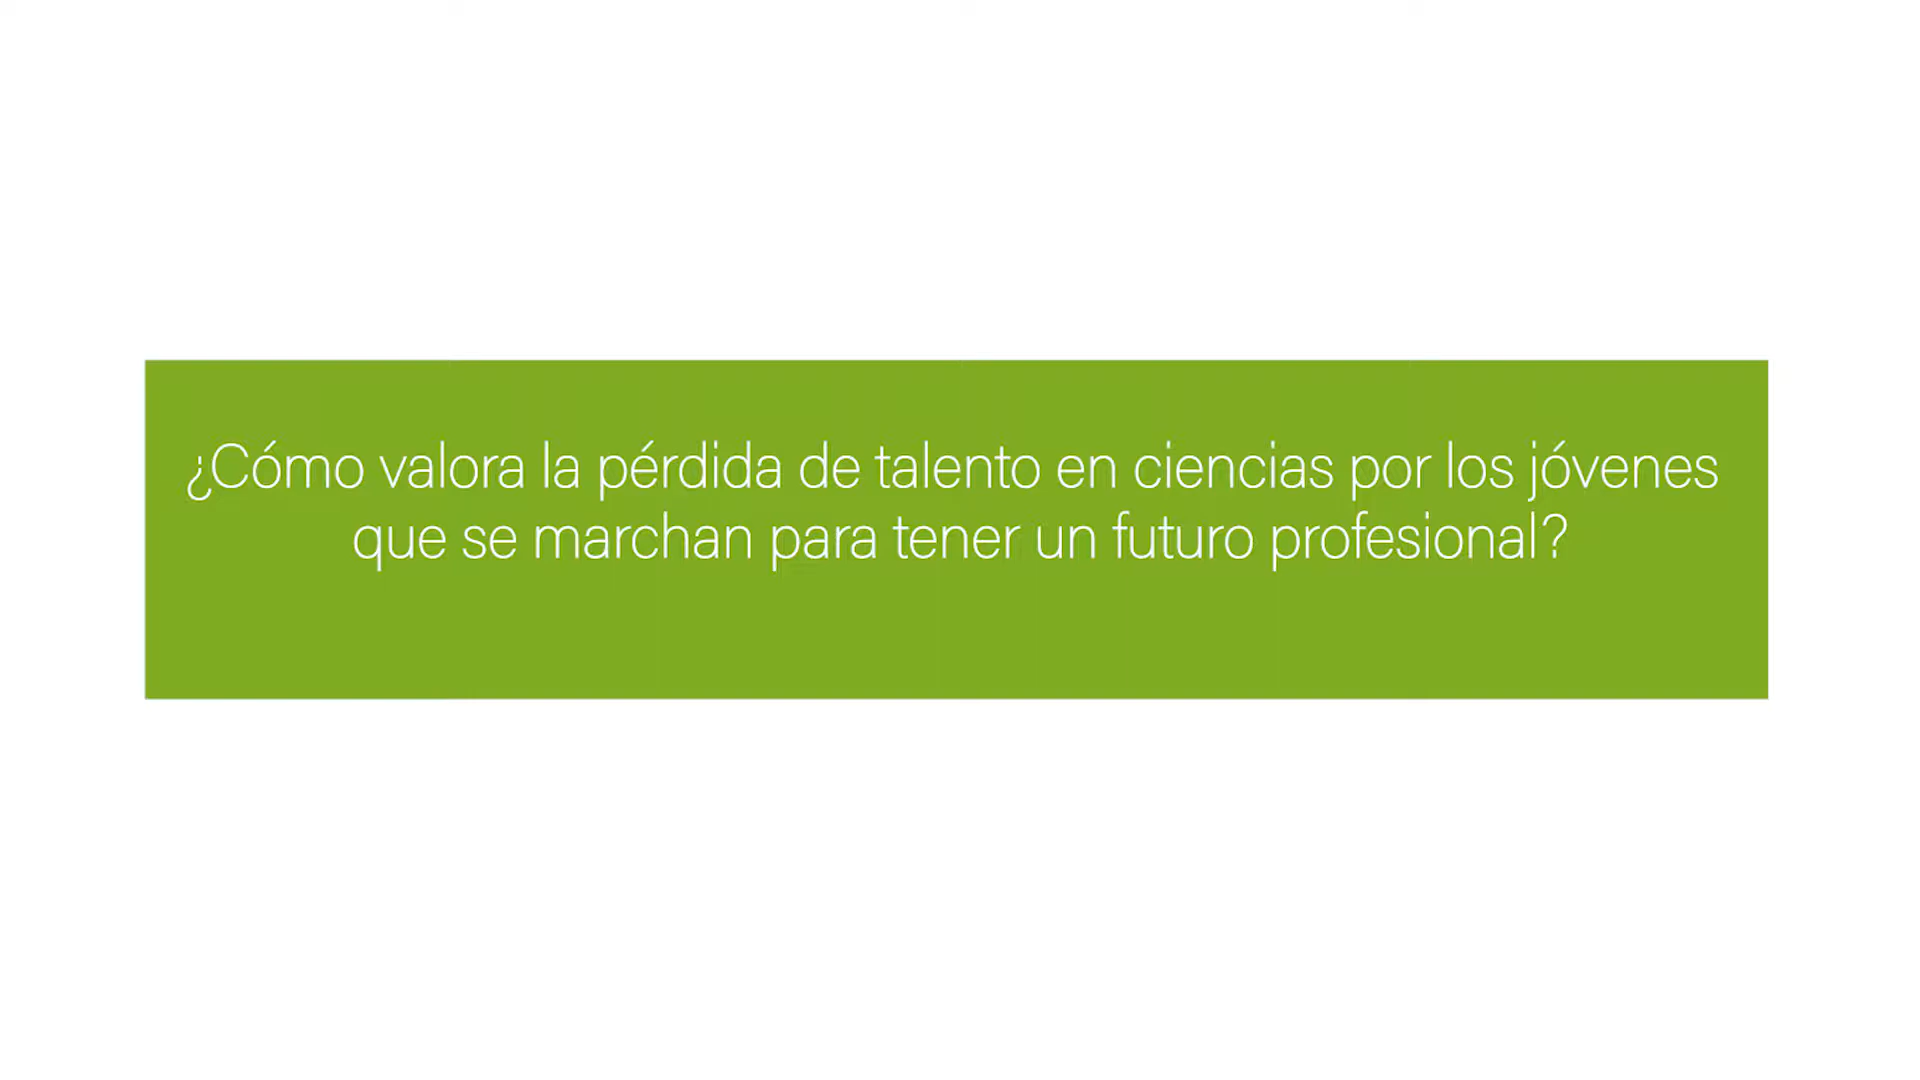 ¿Cómo valora la pérdida de talento en ciencias por los jóvenes
que se marchan para tener un futuro profesional?